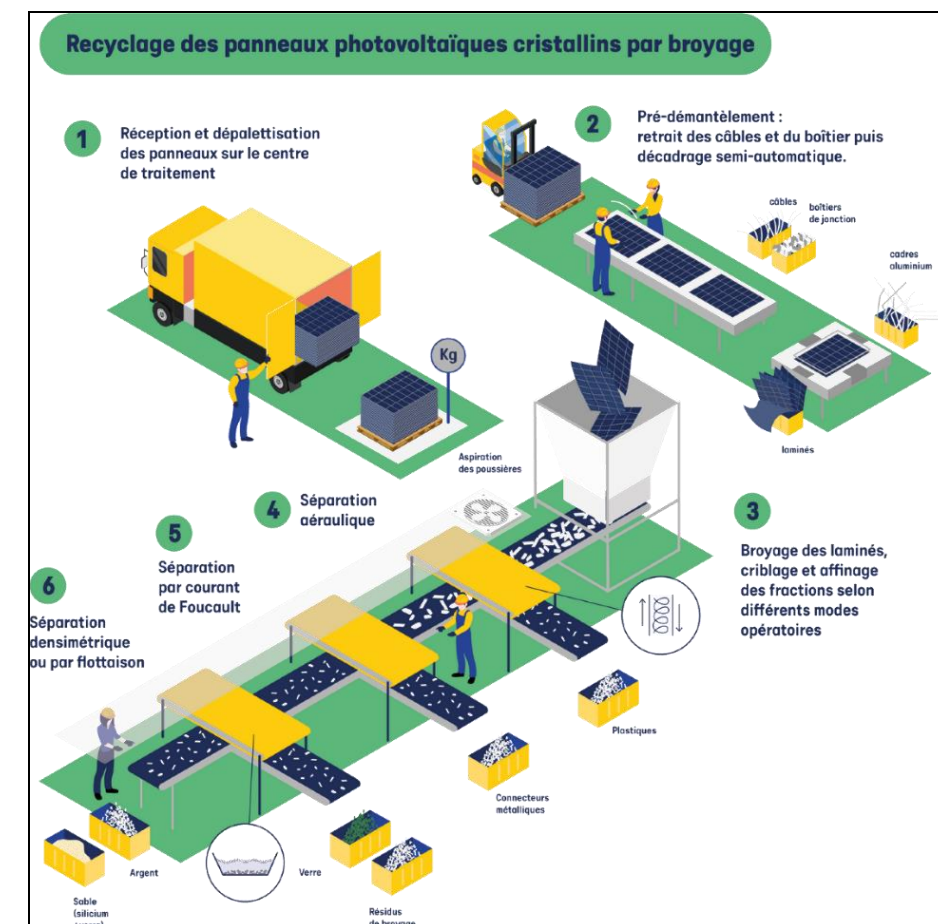 Recyclage des panneaux photovoltaïques cristallins par broyage
1
Réception et dépalettisation
des panneaux sur le centre
de traitement
2
Pré-démantèlement :
retrait des câbles et du boîtier puis
décadrage semi-automatique.
câbles
boîtiers
de jonction
cadres
aluminium
laminés
Kg
Aspiration
des poussières
3
Broyage des laminés,
criblage et affinage
des fractions selon
différents modes
opératoires
4
Séparation
aéraulique
5
Séparation
par courant
de Foucault
6
Séparation
densimétrique
ou par flottaison
Plastiques
Connecteurs
métalliques
Verre
Résidus
de broyage
Argent
Sable
(silicium